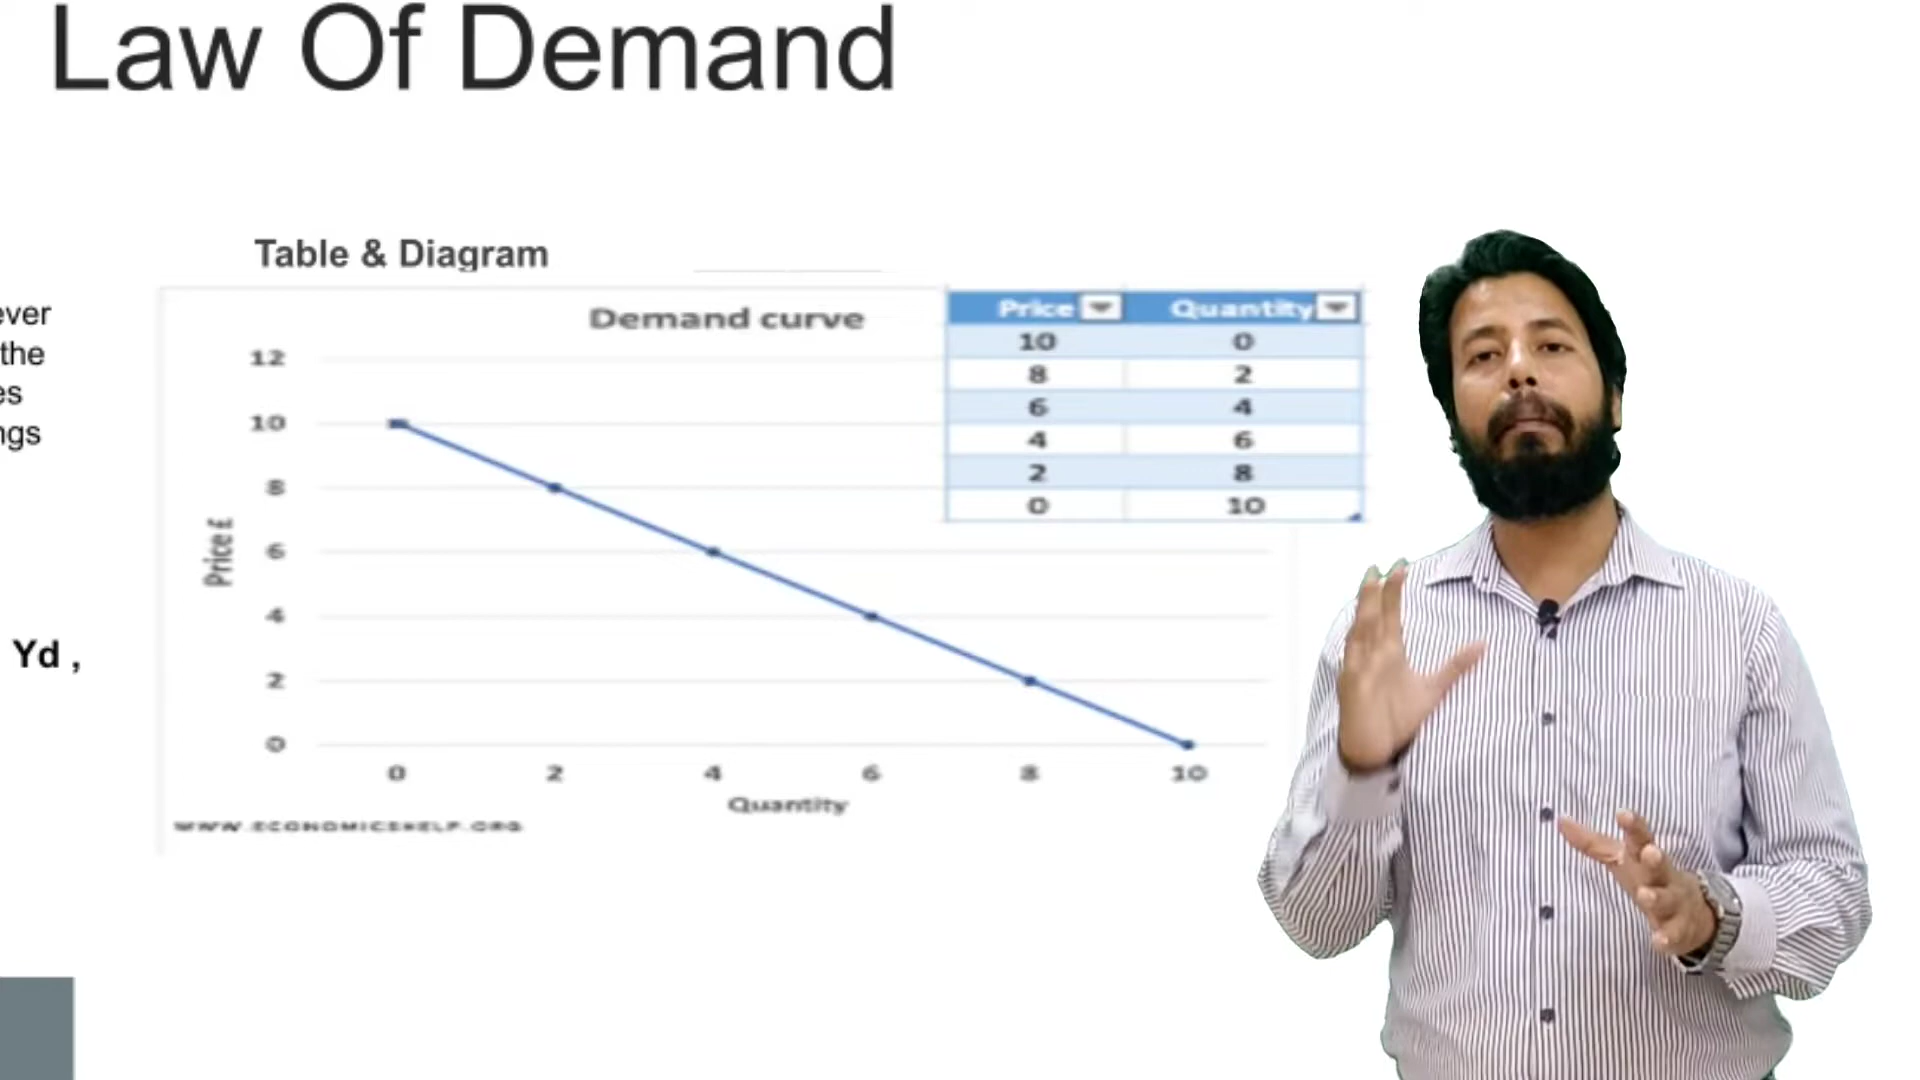 Law Of Demand
Table & Diagram
ever
the
es
ngs
Yd ,
Demand curve
Price Quantity
10 0
8 2
6 4
4 6
2 8
0 10
12
10
8
6
4
2
0
Price £
0 2 4 6 8 10
Quantity
WWW.ECONOMICSHELP.ORG